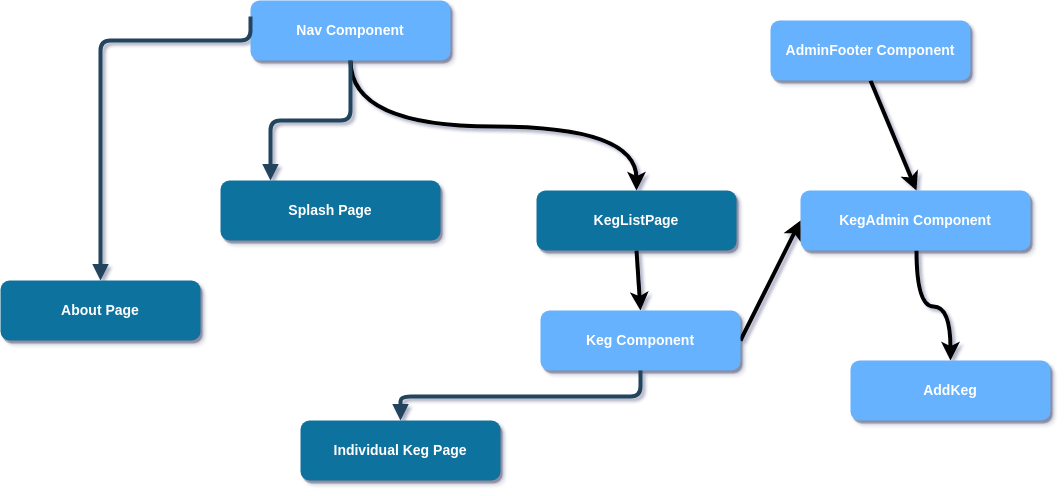 Nav Component
AdminFooter Component
Splash Page
KegListPage
KegAdmin Component
About Page
Keg Component
AddKeg
Individual Keg Page